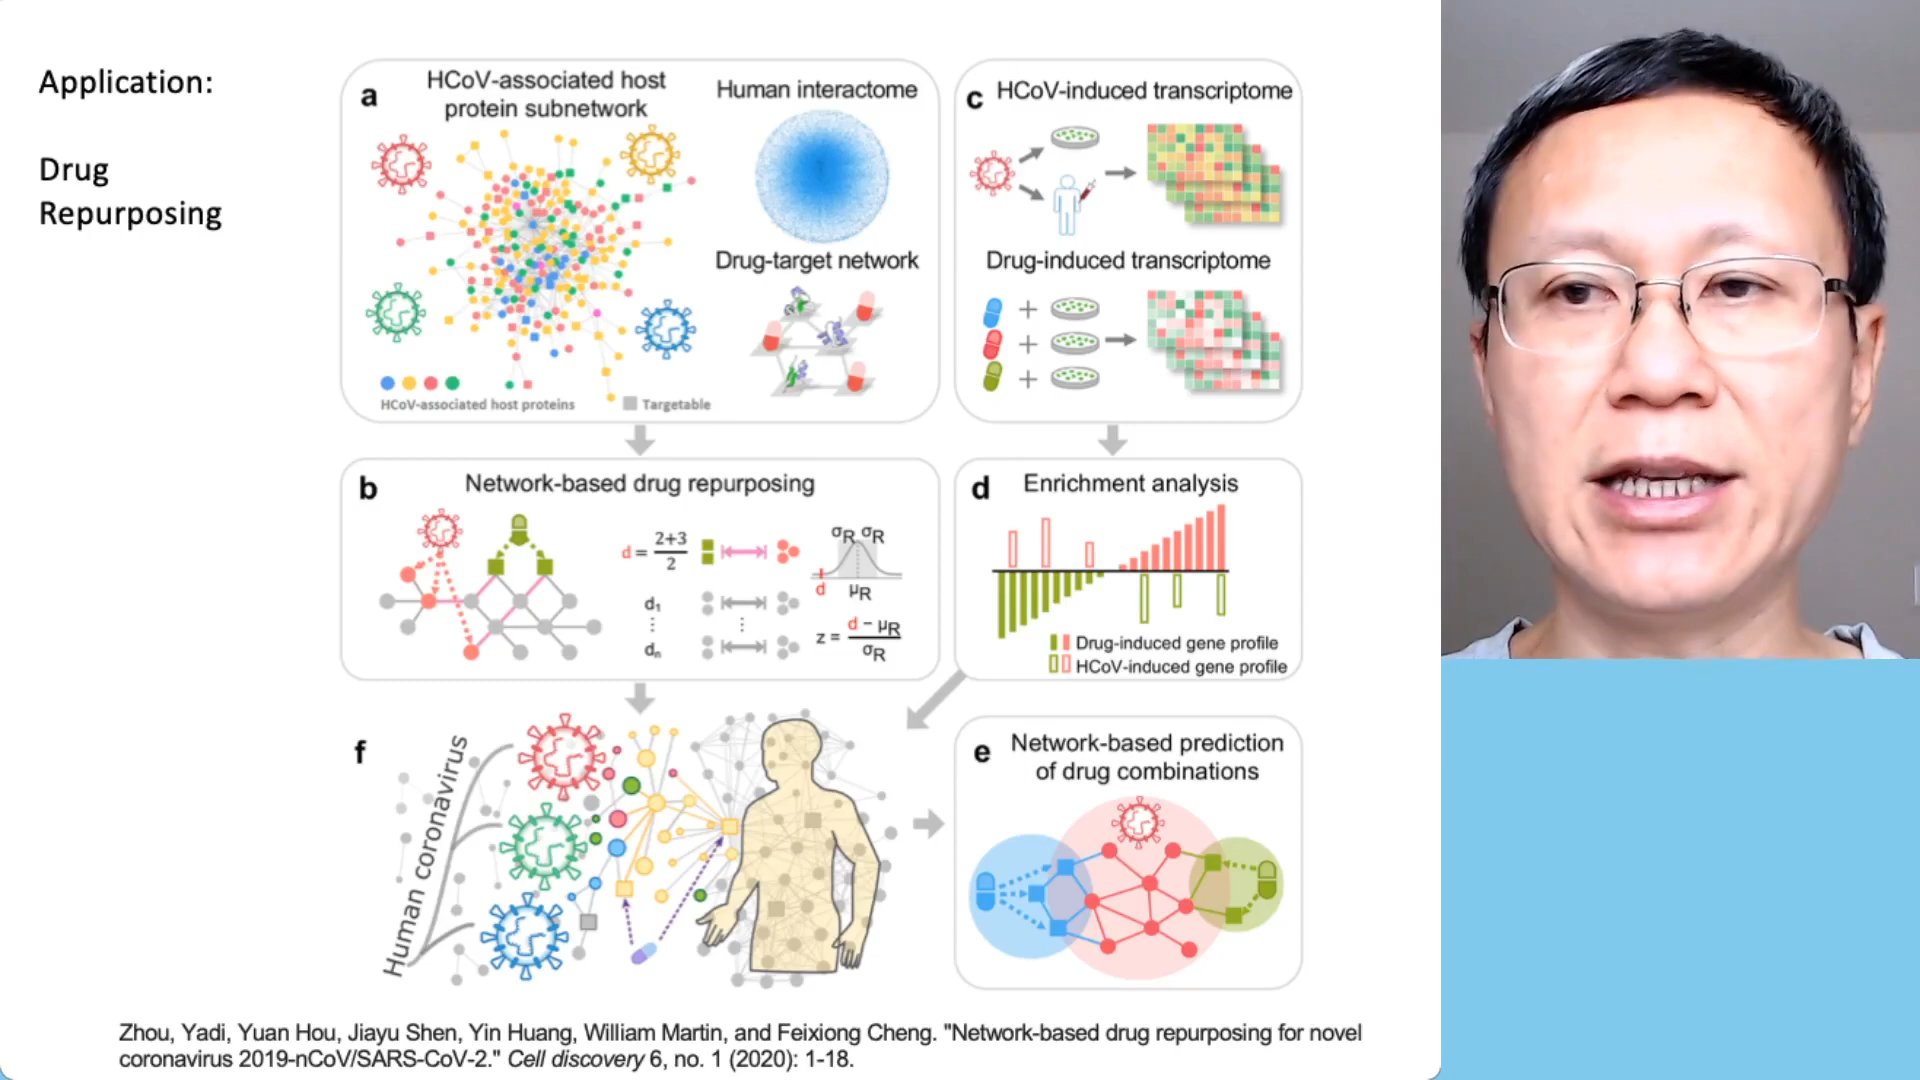 Application:
Drug
Repurposing
a
HCoV-associated host
protein subnetwork
Human interactome
Drug-target network
HCoV-associated host proteins
Targetable
c
HCoV-induced transcriptome
Drug-induced transcriptome
+
+
+
b
Network-based drug repurposing
d = 2+3
2
d₁
⋮
dₙ
⋮
σR σR
d μR
z = d − μR
σR
d
Enrichment analysis
Drug-induced gene profile
HCoV-induced gene profile
f
Human coronavirus
e
Network-based prediction
of drug combinations
Zhou, Yadi, Yuan Hou, Jiayu Shen, Yin Huang, William Martin, and Feixiong Cheng. "Network-based drug repurposing for novel
coronavirus 2019-nCoV/SARS-CoV-2." Cell discovery 6, no. 1 (2020): 1-18.